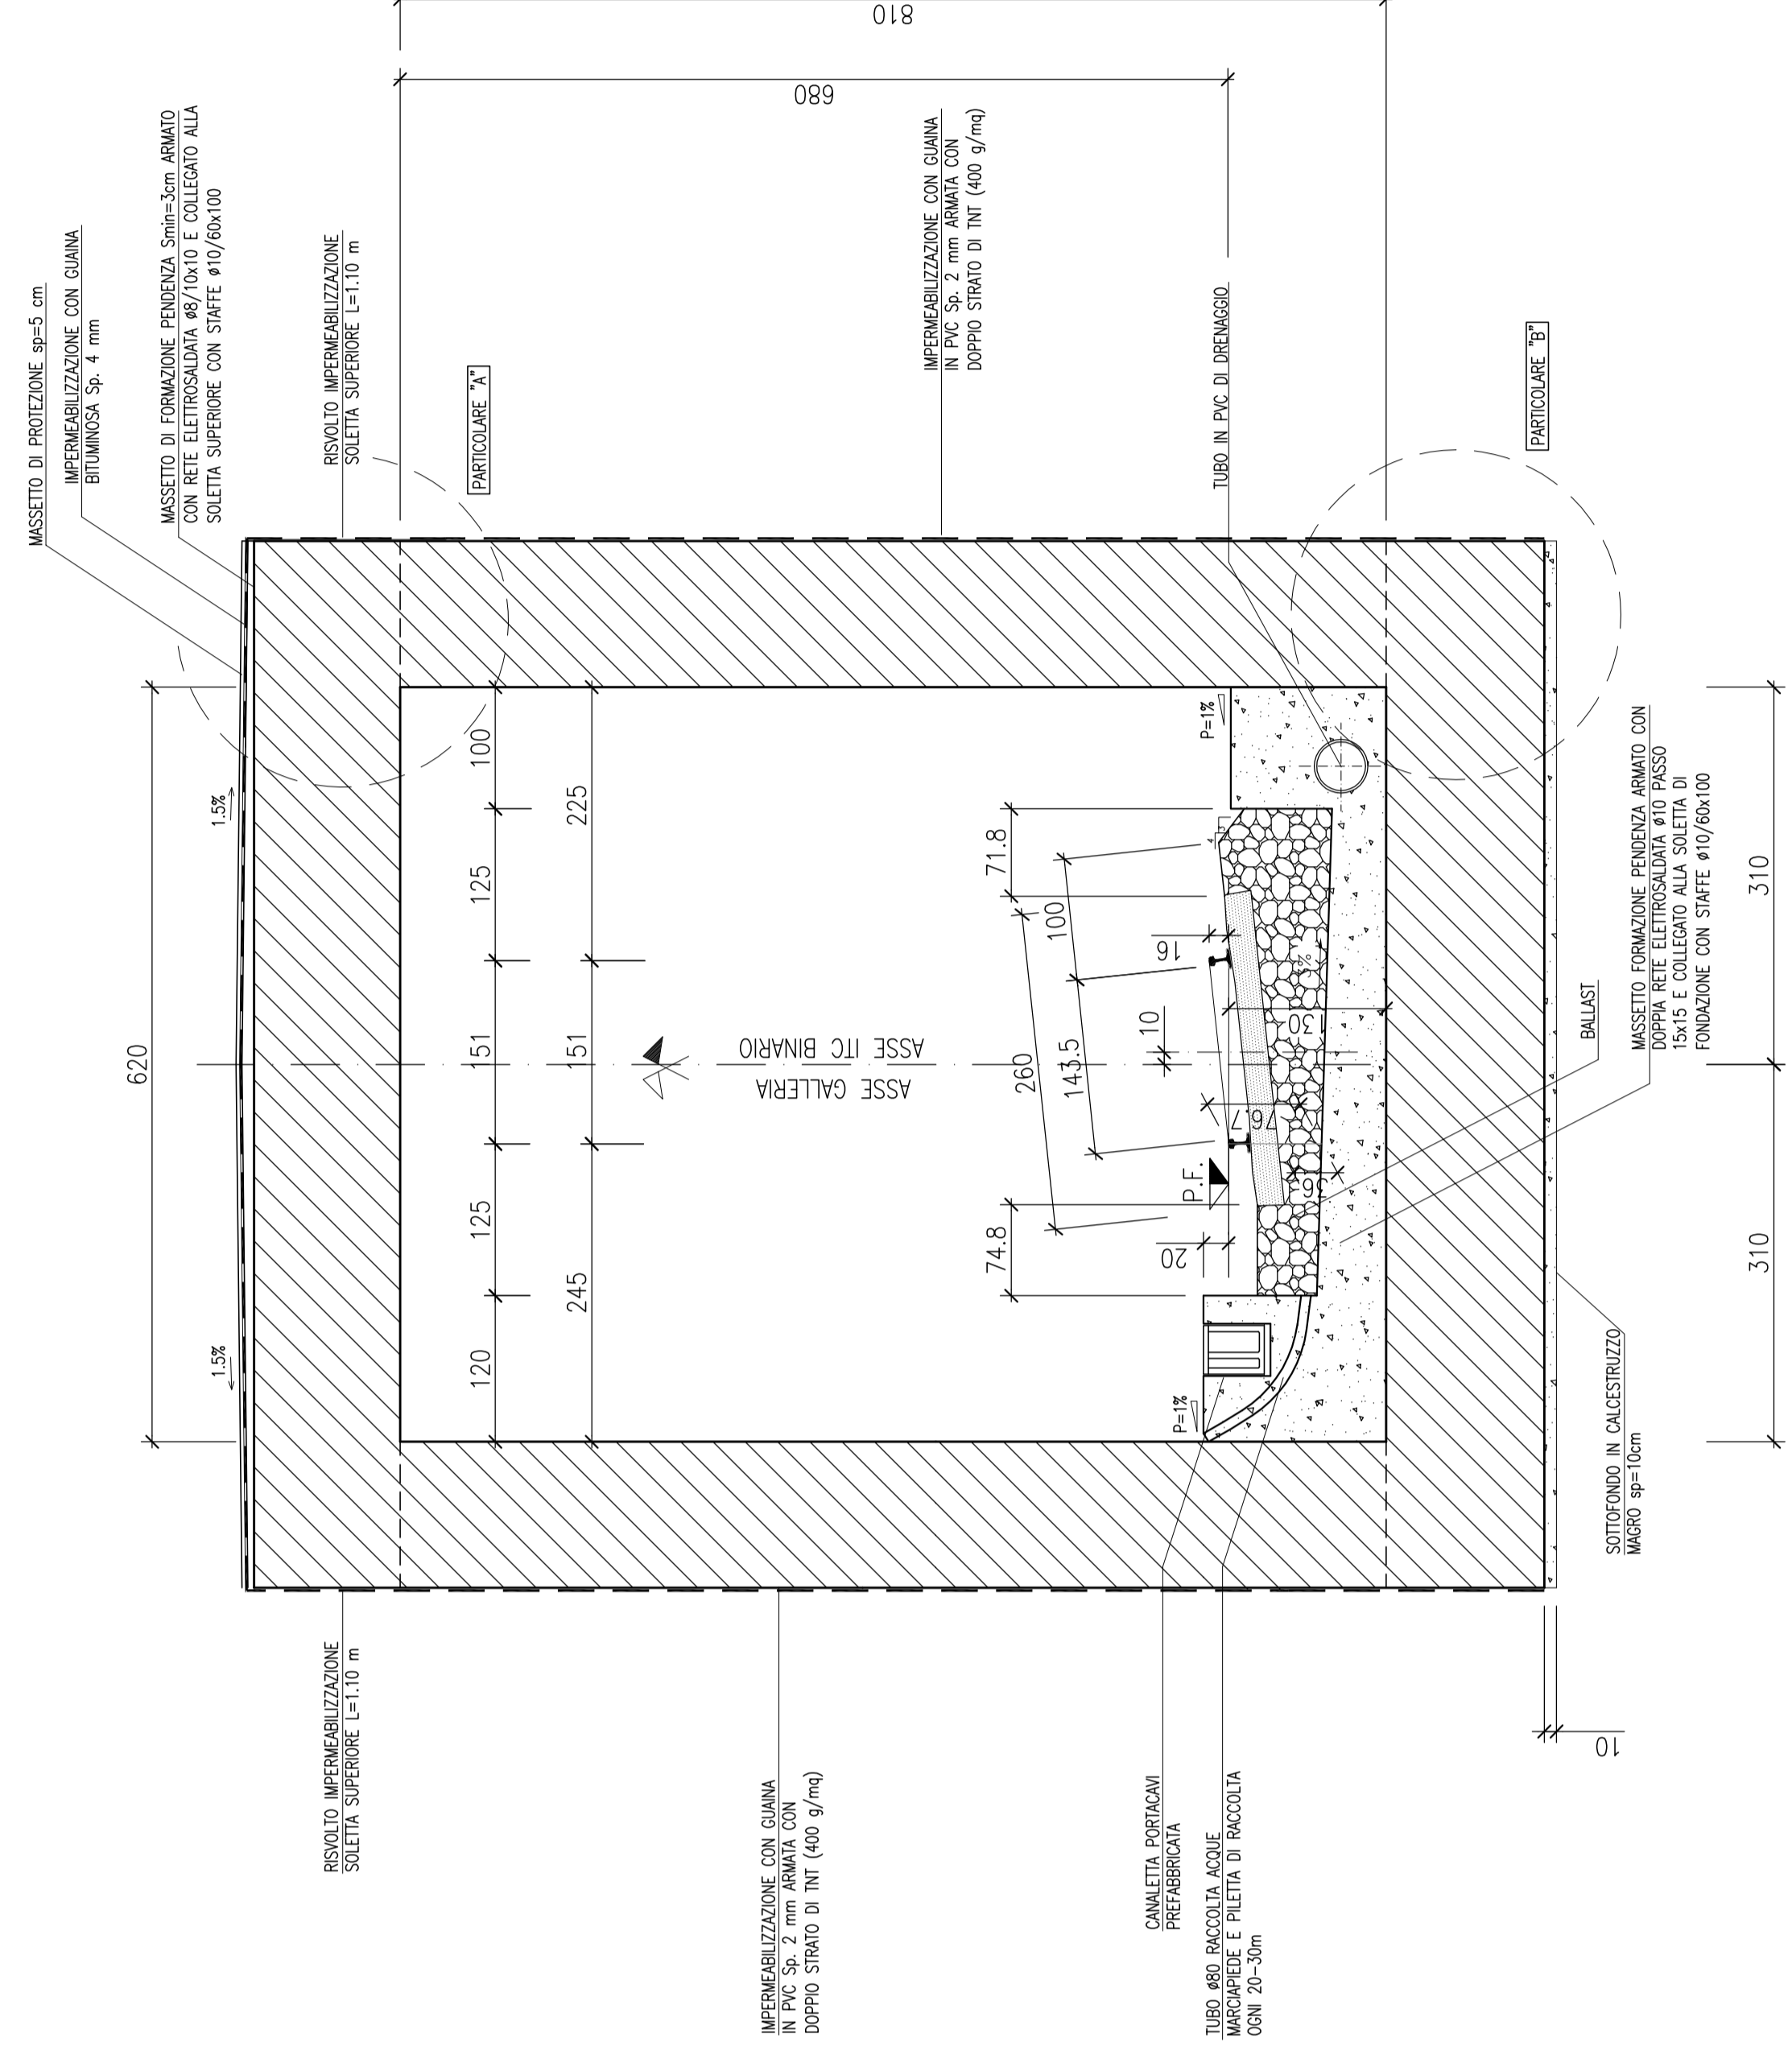 MASSETTO DI PROTEZIONE sp=5 cm
IMPERMEABILIZZAZIONE CON GUAINA
BITUMINOSA Sp. 4 mm
MASSETTO DI FORMAZIONE PENDENZA Smin=3cm ARMATO
CON RETE ELETTROSALDATA ø8/10x10 E COLLEGATO ALLA
SOLETTA SUPERIORE CON STAFFE ø10/60x100
RISVOLTO IMPERMEABILIZZAZIONE
SOLETTA SUPERIORE L=1.10 m
PARTICOLARE "A"
IMPERMEABILIZZAZIONE CON GUAINA
IN PVC Sp. 2 mm ARMATA CON
DOPPIO STRATO DI TNT (400 g/mq)
TUBO IN PVC DI DRENAGGIO
PARTICOLARE "B"
810
680
620
1.5%
1.5%
100
125
151
125
120
225
151
245
ASSE ITC BINARIO
ASSE GALLERIA
71.8
74.8
100
260
143.5
10
16
20
P.F.
76.7
36
130
3%
4
3
P=1%
P=1%
BALLAST
MASSETTO FORMAZIONE PENDENZA ARMATO CON
DOPPIA RETE ELETTROSALDATA ø10 PASSO
15x15 E COLLEGATO ALLA SOLETTA DI
FONDAZIONE CON STAFFE ø10/60x100
310
310
SOTTOFONDO IN CALCESTRUZZO
MAGRO sp=10cm
10
RISVOLTO IMPERMEABILIZZAZIONE
SOLETTA SUPERIORE L=1.10 m
IMPERMEABILIZZAZIONE CON GUAINA
IN PVC Sp. 2 mm ARMATA CON
DOPPIO STRATO DI TNT (400 g/mq)
CANALETTA PORTACAVI
PREFABBRICATA
TUBO ø80 RACCOLTA ACQUE
MARCIAPIEDE E PILETTA DI RACCOLTA
OGNI 20-30m